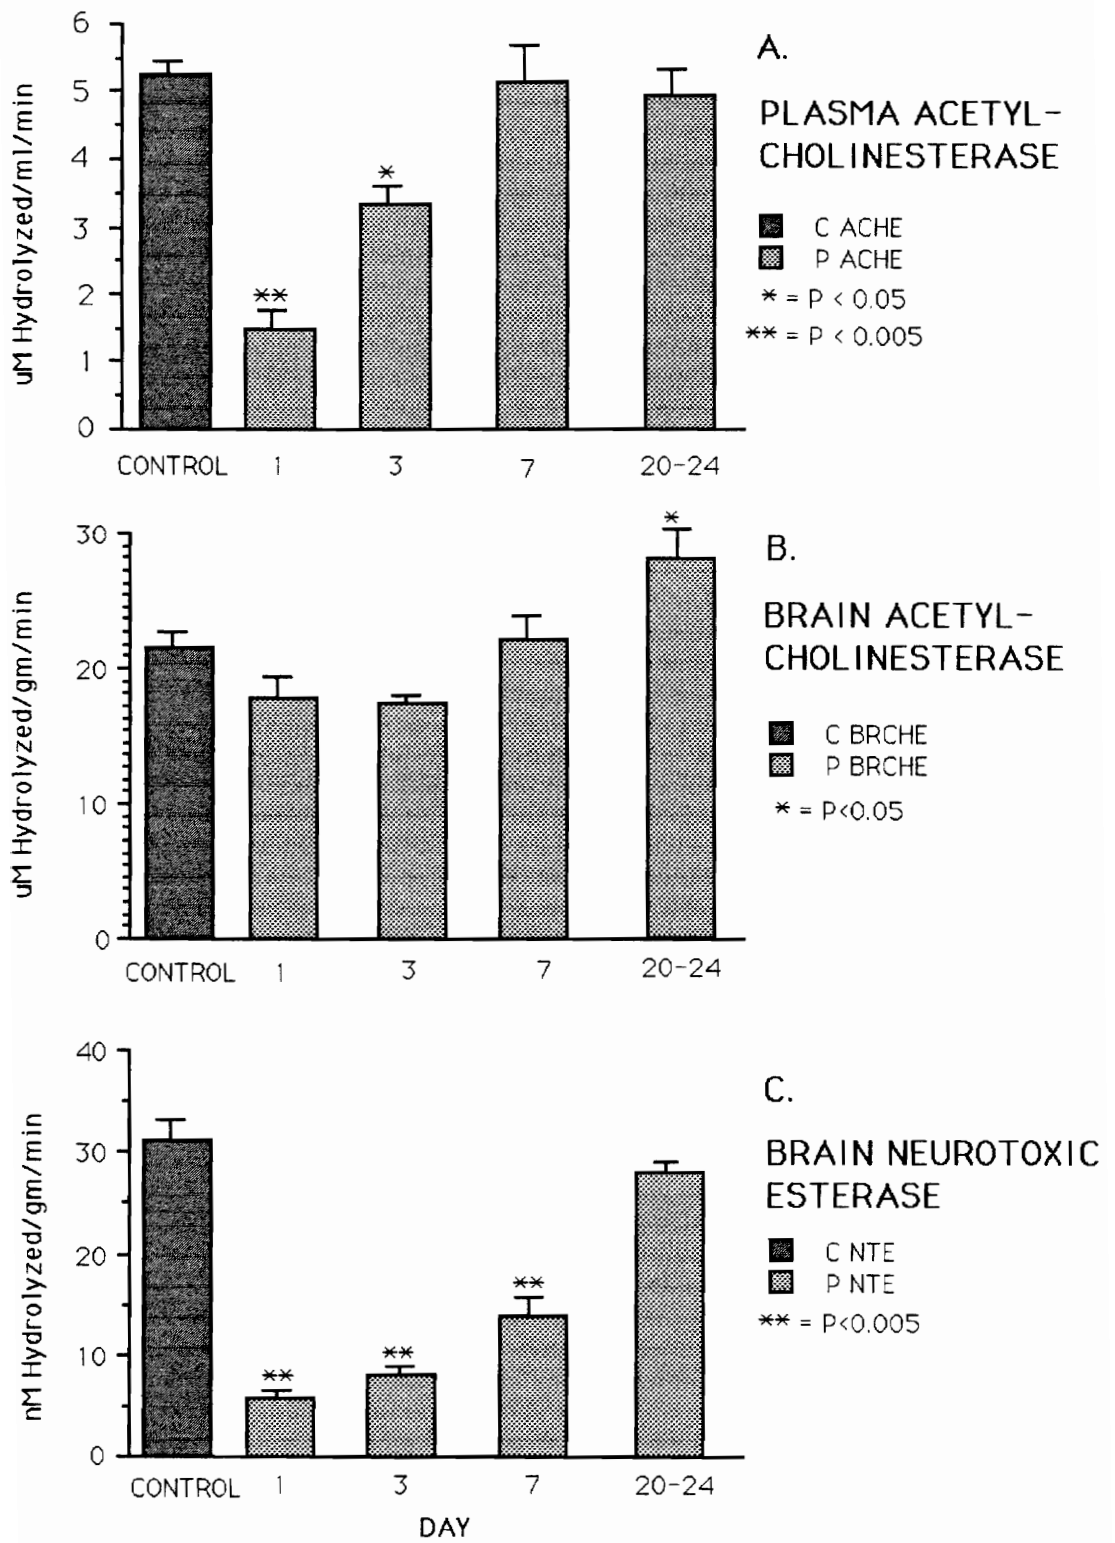 6
5
4
3
2
1
0
uM Hydrolyzed/ml/min
**
*
CONTROL 1 3 7 20-24
A.
PLASMA ACETYL-
CHOLINESTERASE
C ACHE
P ACHE
* = P < 0.05
** = P < 0.005
30
20
10
0
uM Hydrolyzed/gm/min
*
CONTROL 1 3 7 20-24
B.
BRAIN ACETYL-
CHOLINESTERASE
C BRCHE
P BRCHE
* = P<0.05
40
30
20
10
0
nM Hydrolyzed/gm/min
**
**
**
CONTROL 1 3 7 20-24
DAY
C.
BRAIN NEUROTOXIC
ESTERASE
C NTE
P NTE
** = P<0.005